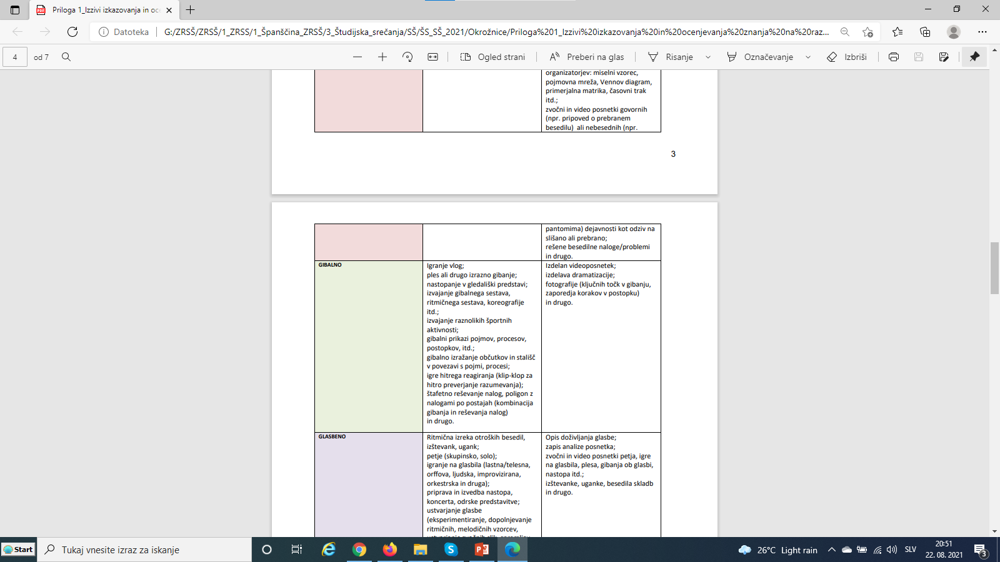 Priloga 1_Izzivi izkazovanja in oce
Datoteka
G:/ZRSŠ/ZRSŠ/1_ZRSS/1_Španščina_ZRSŠ/3_Študijska_srečanja/SŠ/ŠS_SŠ_2021/Okrožnice/Priloga%201_Izzivi%20izkazovanja%20in%20ocenjevanja%20znanja%20na%20raz...
4 od 7
Ogled strani
Preberi na glas
Risanje
Označevanje
Izbriši
organizatorjev: miselni vzorec,
pojmovna mreža, Vennov diagram,
primerjalna matrika, časovni trak
itd.;
zvočni in video posnetki govornih
(npr. pripoved o prebranem
besedilu) ali nebesednih (npr.
3
pantomima) dejavnosti kot odziv na
slišano ali prebrano;
rešene besedilne naloge/problemi
in drugo.
GIBALNO
Igranje vlog;
ples ali drugo izrazno gibanje;
nastopanje v gledališki predstavi;
izvajanje gibalnega sestava,
ritmičnega sestava, koreografije
itd.;
izvajanje raznolikih športnih
aktivnosti;
gibalni prikazi pojmov, procesov,
postopkov, itd.;
gibalno izražanje občutkov in stališč
v povezavi s pojmi, procesi;
igre hitrega reagiranja (klip-klop za
hitro preverjanje razumevanja);
štafetno reševanje nalog, poligon z
nalogami po postajah (kombinacija
gibanja in reševanja nalog)
in drugo.
Izdelan videoposnetek;
izdelava dramatizacije;
fotografije (ključnih točk v gibanju,
zaporedja korakov v postopku)
in drugo.
GLASBENO
Ritmična izreka otroških besedil,
izštevank, ugank;
petje (skupinsko, solo);
igranje na glasbila (lastna/telesna,
orffova, ljudska, improvizirana,
orkestrska in druga);
priprava in izvedba nastopa,
koncerta, odrske predstavitve;
ustvarjanje glasbe
(eksperimentiranje, dopolnjevanje
ritmičnih, melodičnih vzorcev,
Opis doživljanja glasbe;
zapis analize posnetka;
zvočni in video posnetki petja, igre
na glasbila, plesa, gibanja ob glasbi,
nastopa itd.;
izštevanke, uganke, besedila skladb
in drugo.
Start
Tukaj vnesite izraz za iskanje
26°C Light rain
SLV
20:51
22. 08. 2021
3